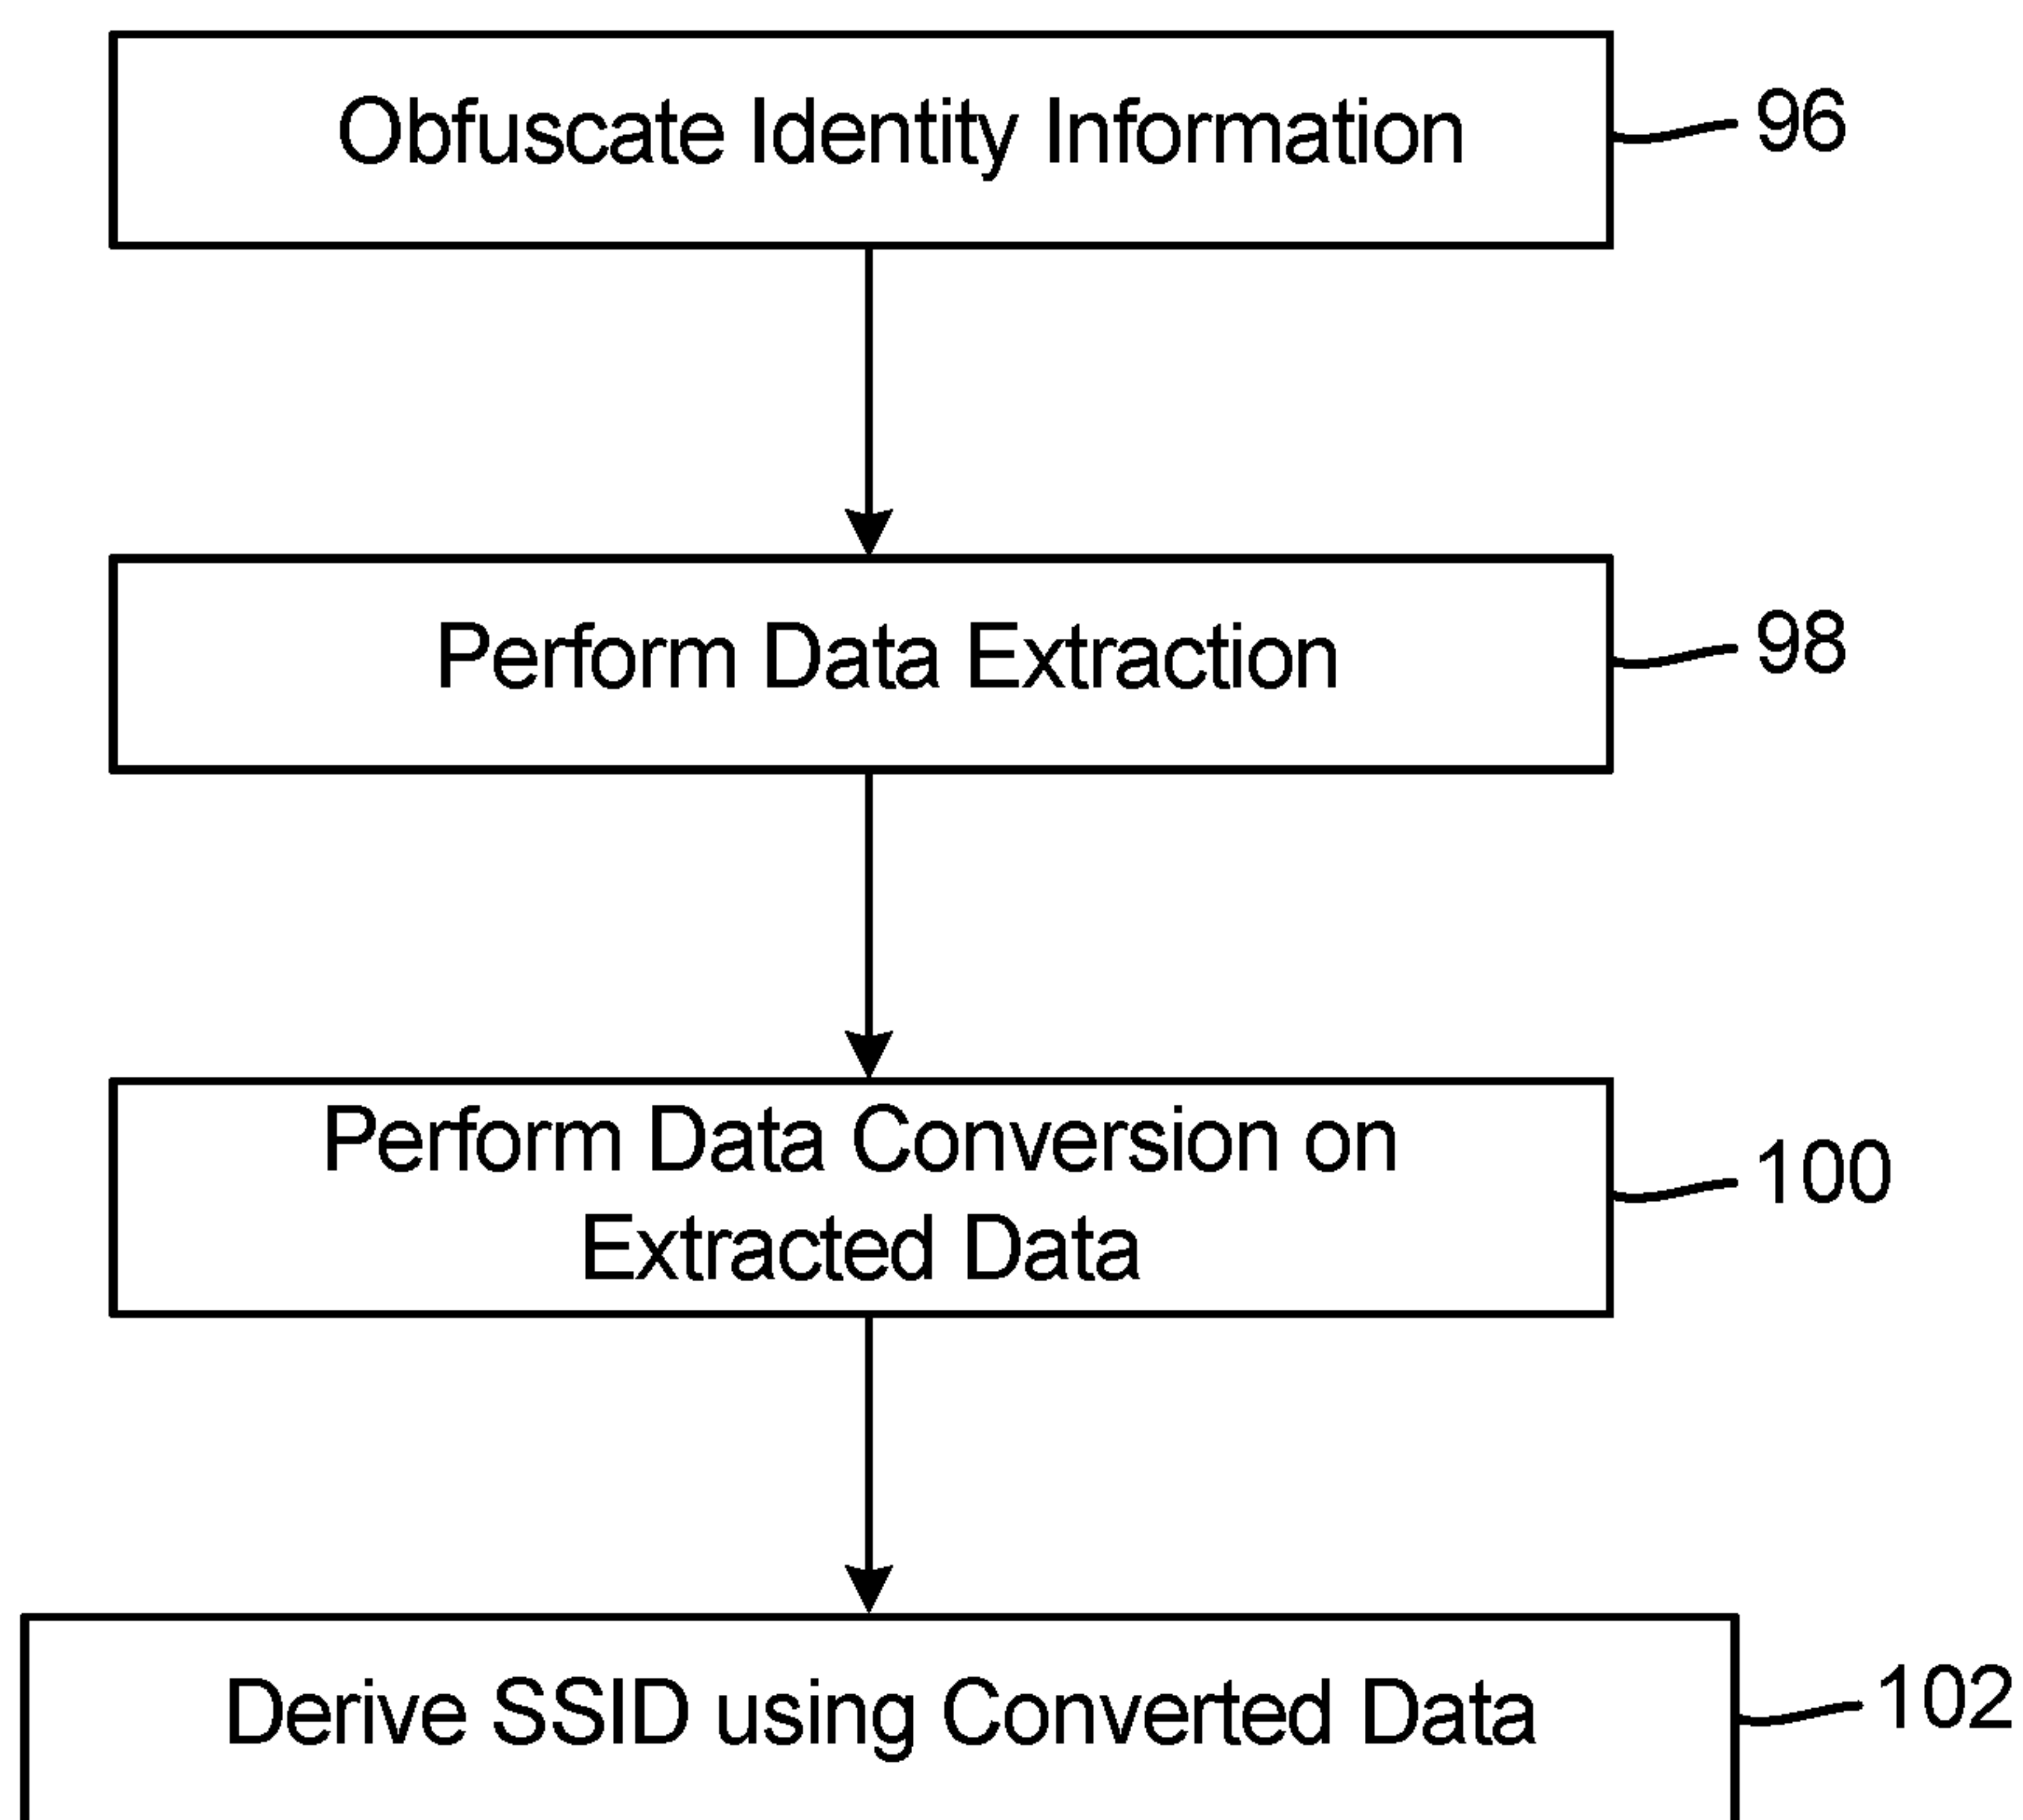 Obfuscate Identity Information
96
Perform Data Extraction
98
Perform Data Conversion on
Extracted Data
100
Derive SSID using Converted Data
102